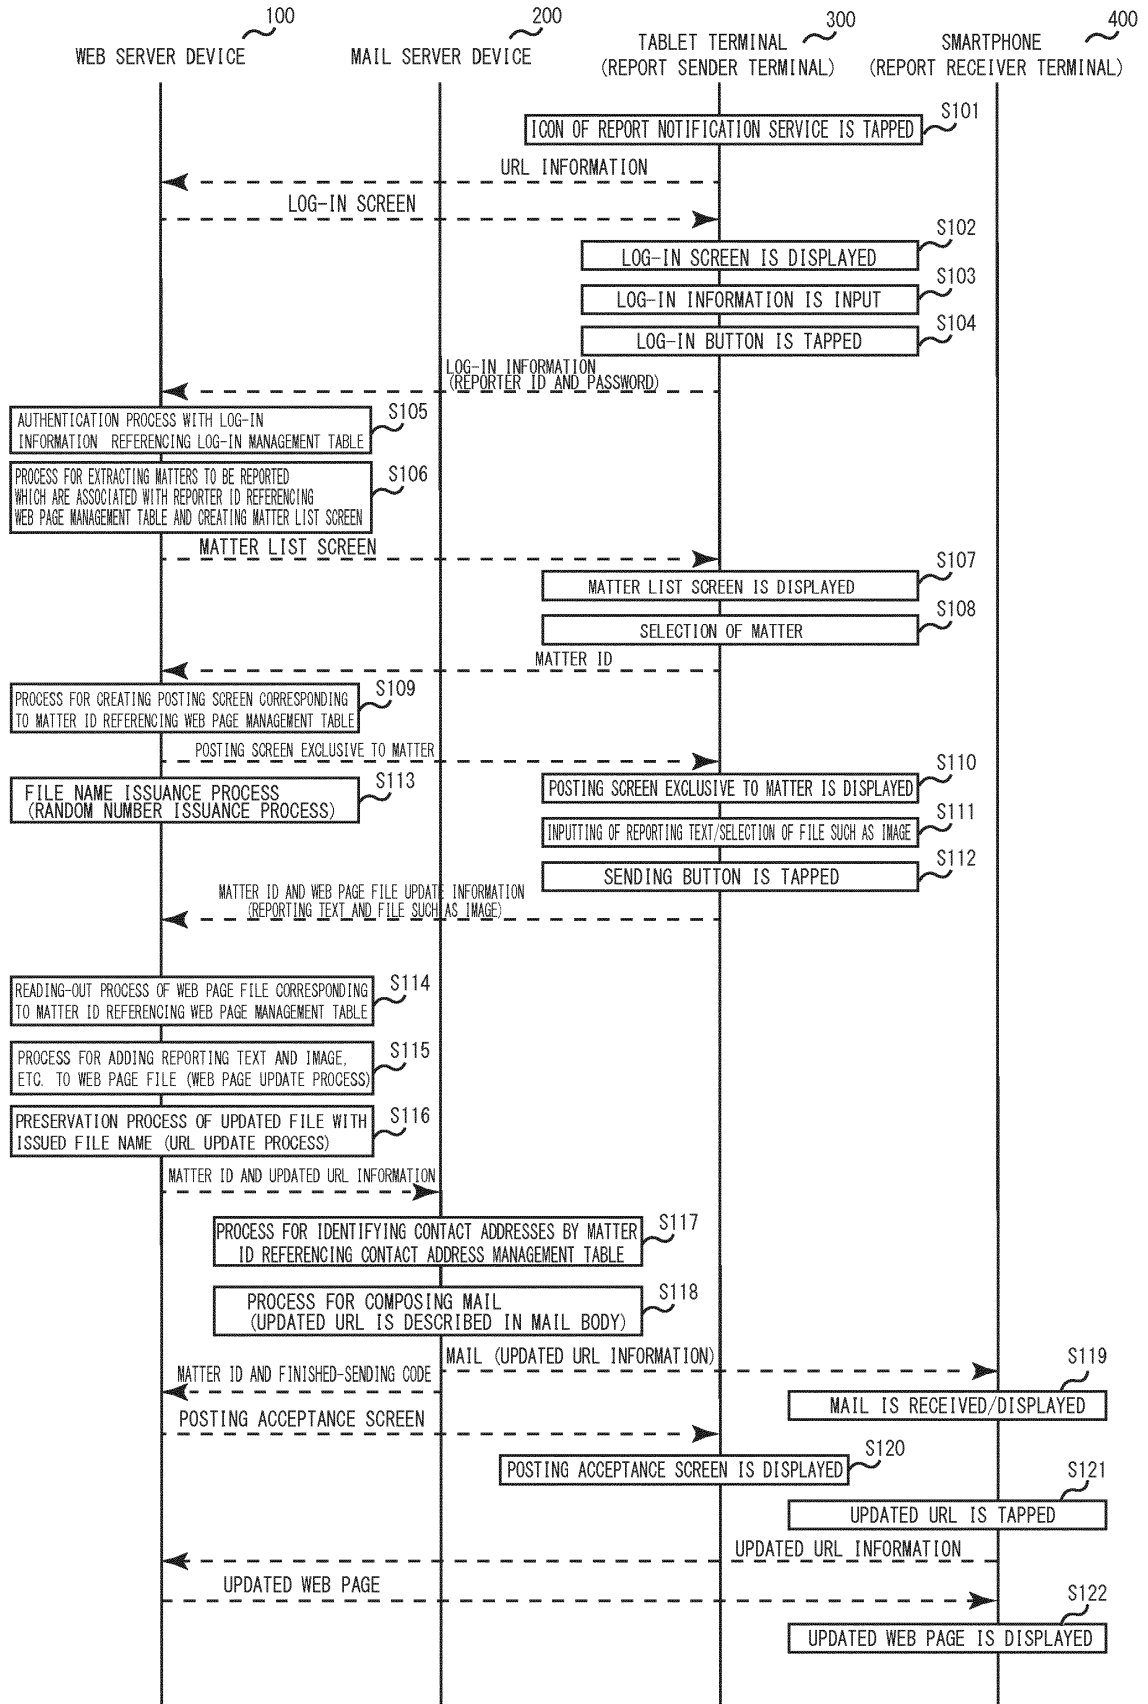 100
200
300
400
WEB SERVER DEVICE
MAIL SERVER DEVICE
TABLET TERMINAL
(REPORT SENDER TERMINAL)
SMARTPHONE
(REPORT RECEIVER TERMINAL)
S101
ICON OF REPORT NOTIFICATION SERVICE IS TAPPED
URL INFORMATION
LOG-IN SCREEN
S102
LOG-IN SCREEN IS DISPLAYED
S103
LOG-IN INFORMATION IS INPUT
S104
LOG-IN BUTTON IS TAPPED
LOG-IN INFORMATION
(REPORTER ID AND PASSWORD)
S105
AUTHENTICATION PROCESS WITH LOG-IN
INFORMATION REFERENCING LOG-IN MANAGEMENT TABLE
S106
PROCESS FOR EXTRACTING MATTERS TO BE REPORTED
WHICH ARE ASSOCIATED WITH REPORTER ID REFERENCING
WEB PAGE MANAGEMENT TABLE AND CREATING MATTER LIST SCREEN
MATTER LIST SCREEN
S107
MATTER LIST SCREEN IS DISPLAYED
S108
SELECTION OF MATTER
MATTER ID
S109
PROCESS FOR CREATING POSTING SCREEN CORRESPONDING
TO MATTER ID REFERENCING WEB PAGE MANAGEMENT TABLE
POSTING SCREEN EXCLUSIVE TO MATTER
S110
POSTING SCREEN EXCLUSIVE TO MATTER IS DISPLAYED
S113
FILE NAME ISSUANCE PROCESS
(RANDOM NUMBER ISSUANCE PROCESS)
S111
INPUTTING OF REPORTING TEXT/SELECTION OF FILE SUCH AS IMAGE
S112
SENDING BUTTON IS TAPPED
MATTER ID AND WEB PAGE FILE UPDATE INFORMATION
(REPORTING TEXT AND FILE SUCH AS IMAGE)
S114
READING-OUT PROCESS OF WEB PAGE FILE CORRESPONDING
TO MATTER ID REFERENCING WEB PAGE MANAGEMENT TABLE
S115
PROCESS FOR ADDING REPORTING TEXT AND IMAGE,
ETC. TO WEB PAGE FILE (WEB PAGE UPDATE PROCESS)
S116
PRESERVATION PROCESS OF UPDATED FILE WITH
ISSUED FILE NAME (URL UPDATE PROCESS)
MATTER ID AND UPDATED URL INFORMATION
S117
PROCESS FOR IDENTIFYING CONTACT ADDRESSES BY MATTER
ID REFERENCING CONTACT ADDRESS MANAGEMENT TABLE
S118
PROCESS FOR COMPOSING MAIL
(UPDATED URL IS DESCRIBED IN MAIL BODY)
MAIL (UPDATED URL INFORMATION)
S119
MATTER ID AND FINISHED-SENDING CODE
MAIL IS RECEIVED/DISPLAYED
POSTING ACCEPTANCE SCREEN
S120
POSTING ACCEPTANCE SCREEN IS DISPLAYED
S121
UPDATED URL IS TAPPED
UPDATED URL INFORMATION
UPDATED WEB PAGE
S122
UPDATED WEB PAGE IS DISPLAYED